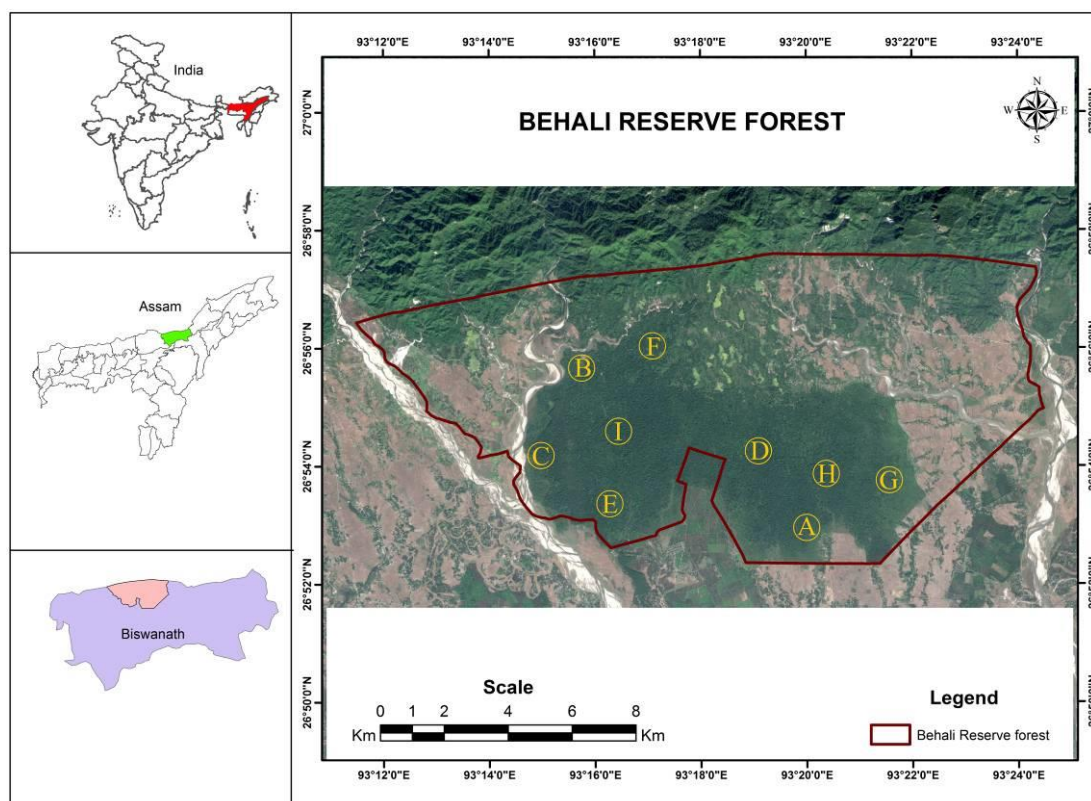 India
Assam
Biswanath
93°12'0"E 93°14'0"E 93°16'0"E 93°18'0"E 93°20'0"E 93°22'0"E 93°24'0"E
BEHALI RESERVE FOREST
N
W E
S
27°0'0"N
26°58'0"N
26°56'0"N
26°54'0"N
26°52'0"N
26°50'0"N
F
B
I
C
D
H
G
E
A
Scale
0 1 2 4 6 8
Km Km
Legend
Behali Reserve forest
93°12'0"E 93°14'0"E 93°16'0"E 93°18'0"E 93°20'0"E 93°22'0"E 93°24'0"E